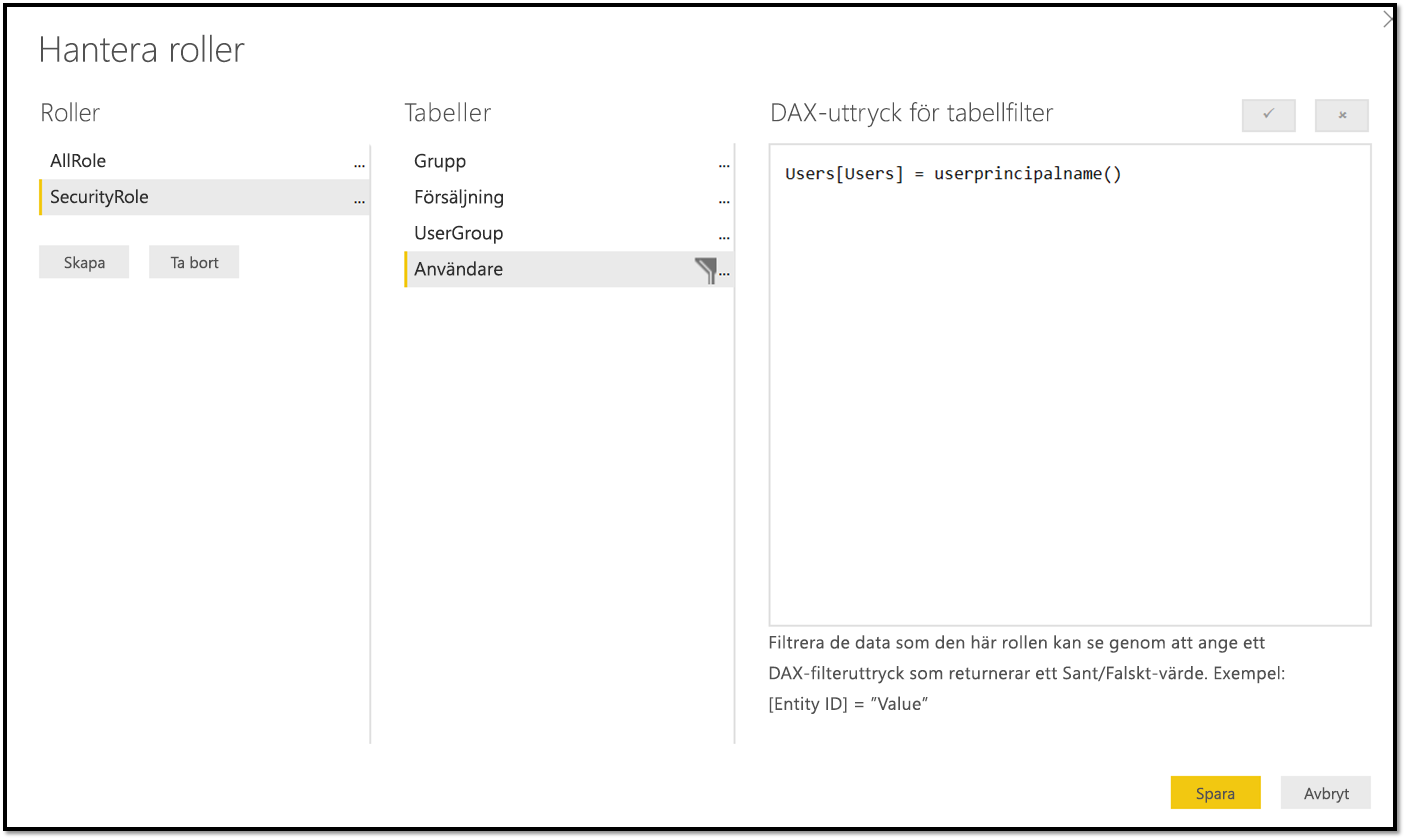 Hantera roller
Roller
AllRole ...
SecurityRole ...
Skapa Ta bort
Tabeller
Grupp ...
Försäljning ...
UserGroup ...
Användare ...
DAX-uttryck för tabellfilter
Users[Users] = userprincipalname()
Filtrera de data som den här rollen kan se genom att ange ett
DAX-filteruttryck som returnerar ett Sant/Falskt-värde. Exempel:
[Entity ID] = ”Value”
Spara Avbryt